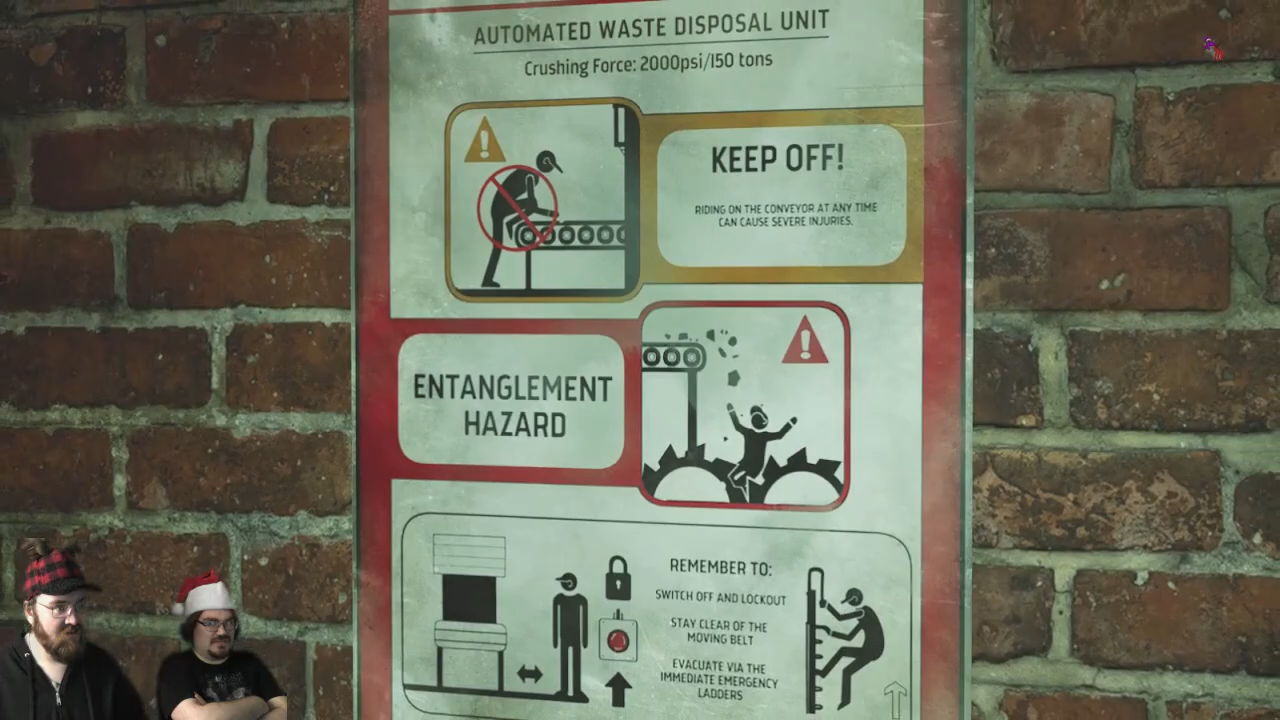 AUTOMATED WASTE DISPOSAL UNIT
Crushing Force: 2000psi/150 tons
KEEP OFF!
RIDING ON THE CONVEYOR AT ANY TIME
CAN CAUSE SEVERE INJURIES.
ENTANGLEMENT
HAZARD
REMEMBER TO:
SWITCH OFF AND LOCKOUT
STAY CLEAR OF THE
MOVING BELT
EVACUATE VIA THE
IMMEDIATE EMERGENCY
LADDERS